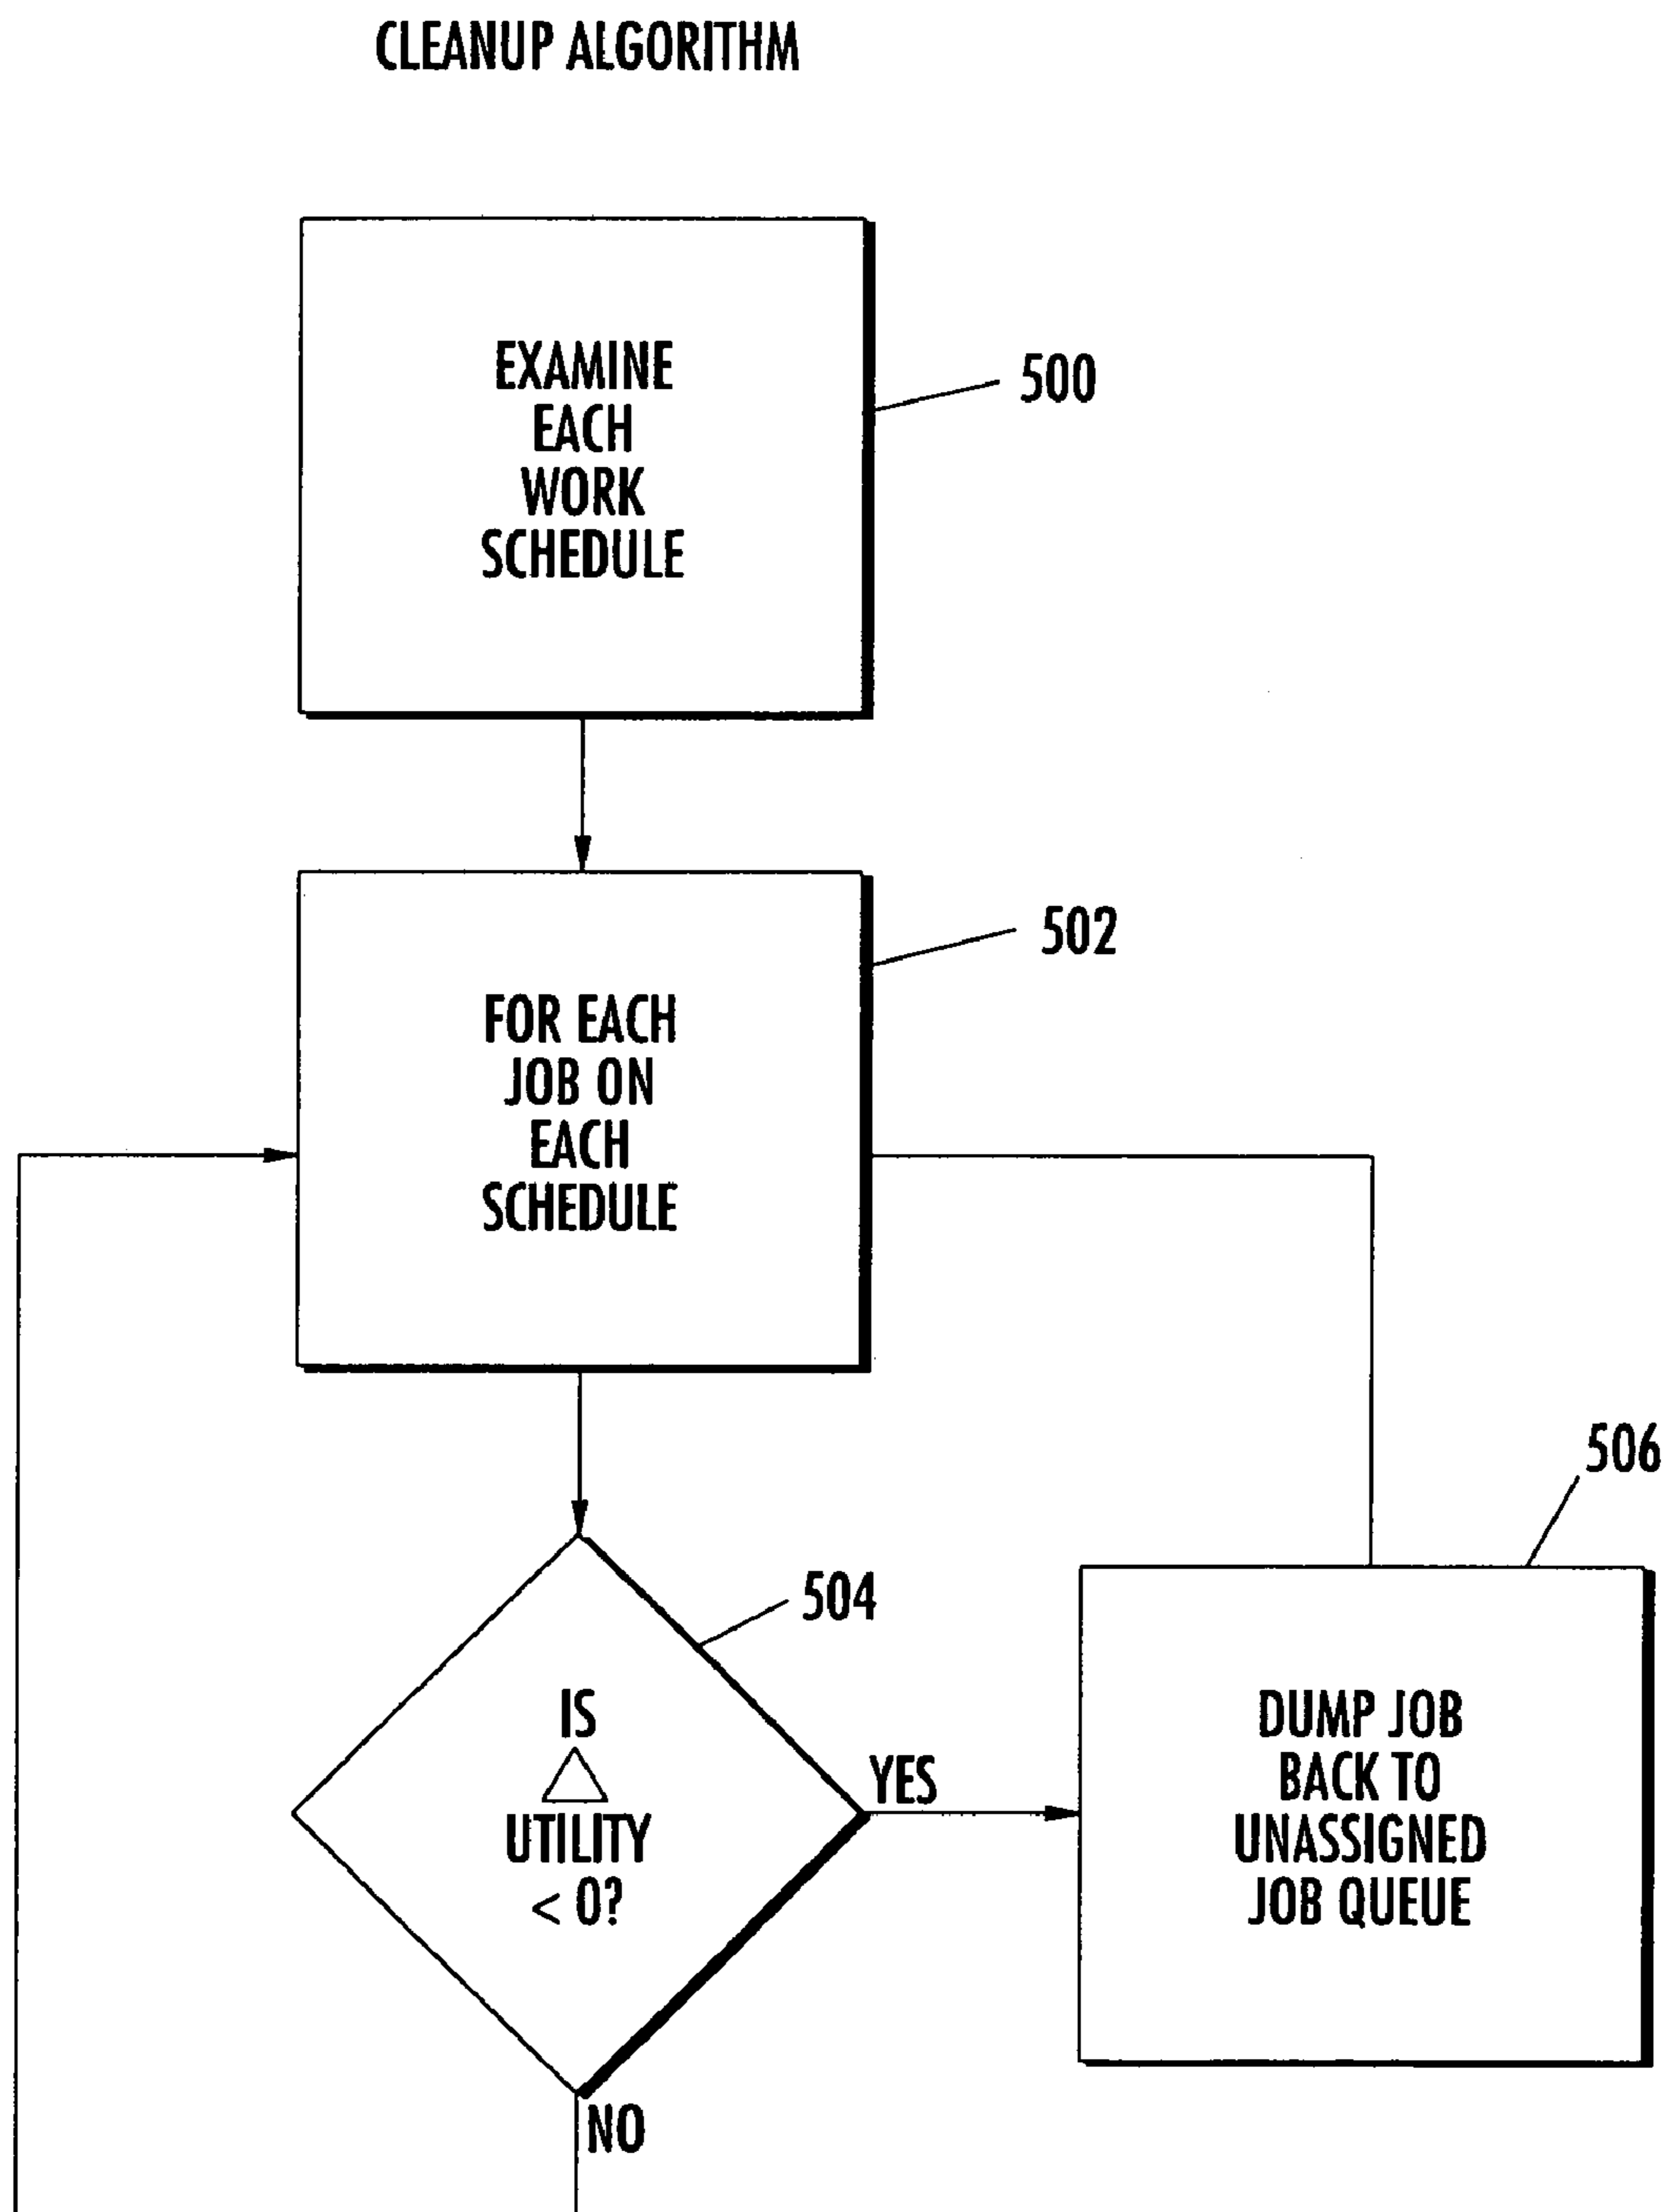 CLEANUP ALGORITHM
EXAMINE
EACH
WORK
SCHEDULE
500
FOR EACH
JOB ON
EACH
SCHEDULE
502
IS
△
UTILITY
< 0?
504
YES
NO
DUMP JOB
BACK TO
UNASSIGNED
JOB QUEUE
506